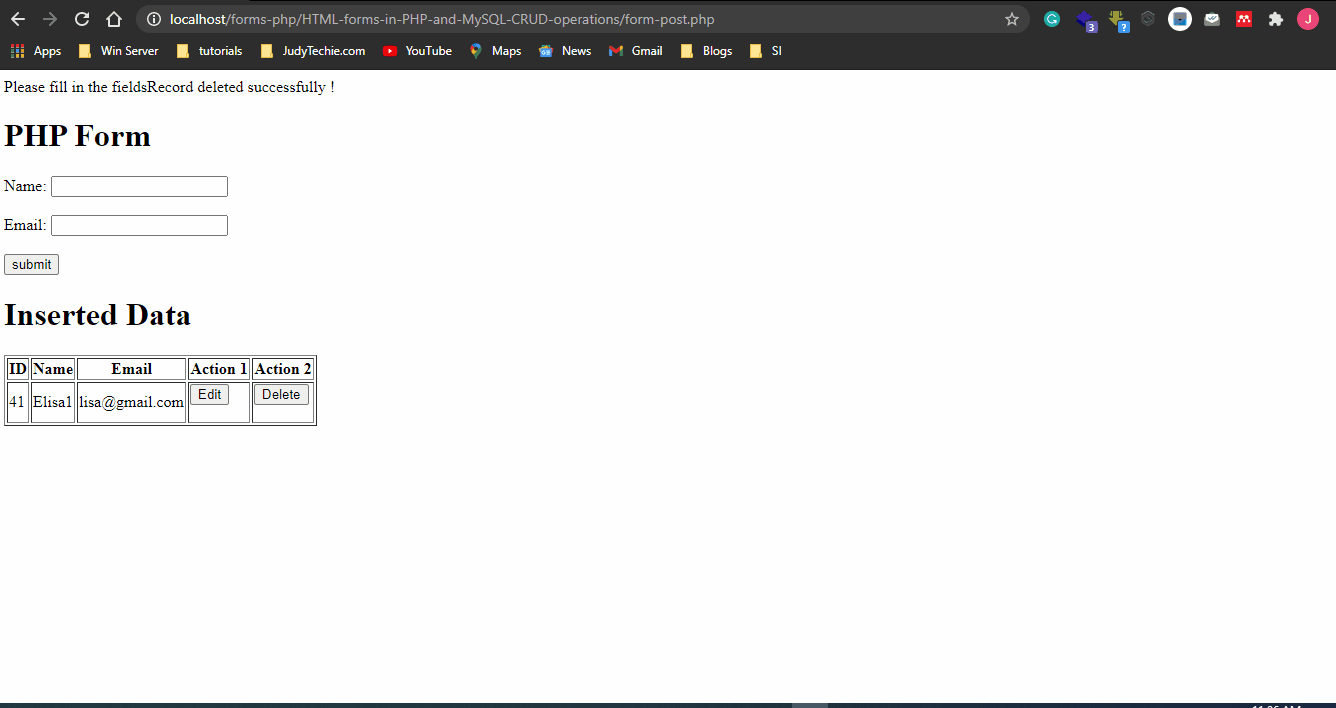 localhost/forms-php/HTML-forms-in-PHP-and-MySQL-CRUD-operations/form-post.php
3
?
J
Apps Win Server tutorials JudyTechie.com YouTube Maps News Gmail Blogs SI
Please fill in the fieldsRecord deleted successfully !
PHP Form
Name:
Email:
submit
Inserted Data
ID Name Email Action 1 Action 2
41 Elisa1 lisa@gmail.com Edit Delete